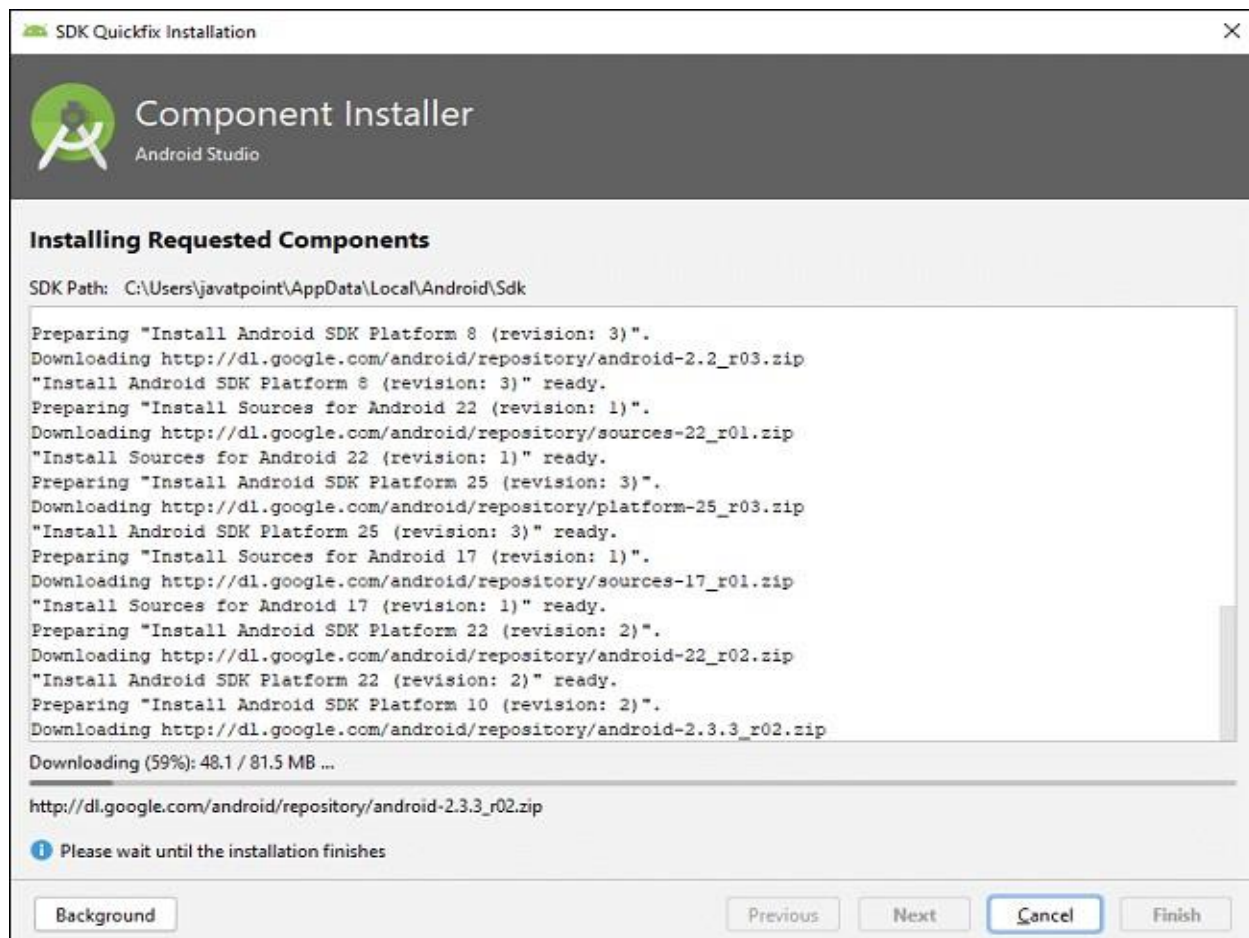 SDK Quickfix Installation
Component Installer
Android Studio
Installing Requested Components
SDK Path: C:\Users\javatpoint\AppData\Local\Android\Sdk
Preparing "Install Android SDK Platform 8 (revision: 3)".
Downloading http://dl.google.com/android/repository/android-2.2_r03.zip
"Install Android SDK Platform 8 (revision: 3)" ready.
Preparing "Install Sources for Android 22 (revision: 1)".
Downloading http://dl.google.com/android/repository/sources-22_r01.zip
"Install Sources for Android 22 (revision: 1)" ready.
Preparing "Install Android SDK Platform 25 (revision: 3)".
Downloading http://dl.google.com/android/repository/platform-25_r03.zip
"Install Android SDK Platform 25 (revision: 3)" ready.
Preparing "Install Sources for Android 17 (revision: 1)".
Downloading http://dl.google.com/android/repository/sources-17_r01.zip
"Install Sources for Android 17 (revision: 1)" ready.
Preparing "Install Android SDK Platform 22 (revision: 2)".
Downloading http://dl.google.com/android/repository/android-22_r02.zip
"Install Android SDK Platform 22 (revision: 2)" ready.
Preparing "Install Android SDK Platform 10 (revision: 2)".
Downloading http://dl.google.com/android/repository/android-2.3.3_r02.zip
Downloading (59%): 48.1 / 81.5 MB ...
http://dl.google.com/android/repository/android-2.3.3_r02.zip
Please wait until the installation finishes
Background Previous Next Cancel Finish